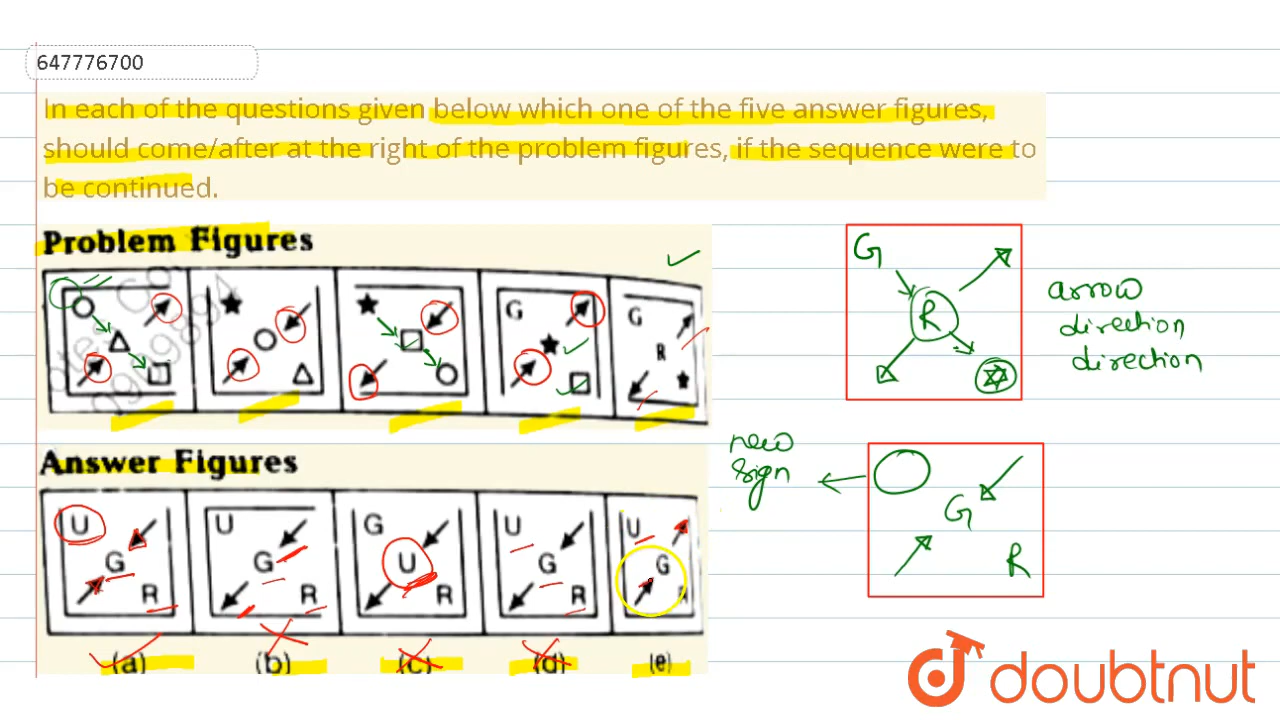 647776700
In each of the questions given below which one of the five answer figures,
should come/after at the right of the problem figures, if the sequence were to
be continued.
Problem Figures
G
G
R
G
R
arrow
direction
direction
Answer Figures
U
G
R
U
G
R
G
U
R
U
G
R
U
G
R
(a)
(b)
(c)
(d)
(e)
new
sign
G
R
doubtnut